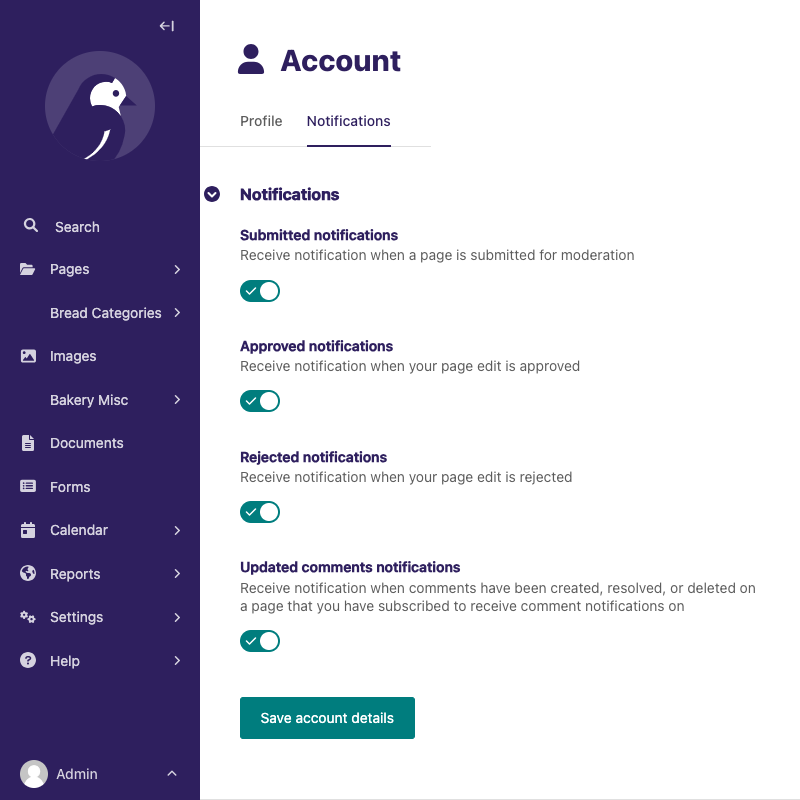 Search
Pages
Bread Categories
Images
Bakery Misc
Documents
Forms
Calendar
Reports
Settings
Help
Admin
Account
Profile
Notifications
Notifications
Submitted notifications
Receive notification when a page is submitted for moderation
Approved notifications
Receive notification when your page edit is approved
Rejected notifications
Receive notification when your page edit is rejected
Updated comments notifications
Receive notification when comments have been created, resolved, or deleted on
a page that you have subscribed to receive comment notifications on
Save account details